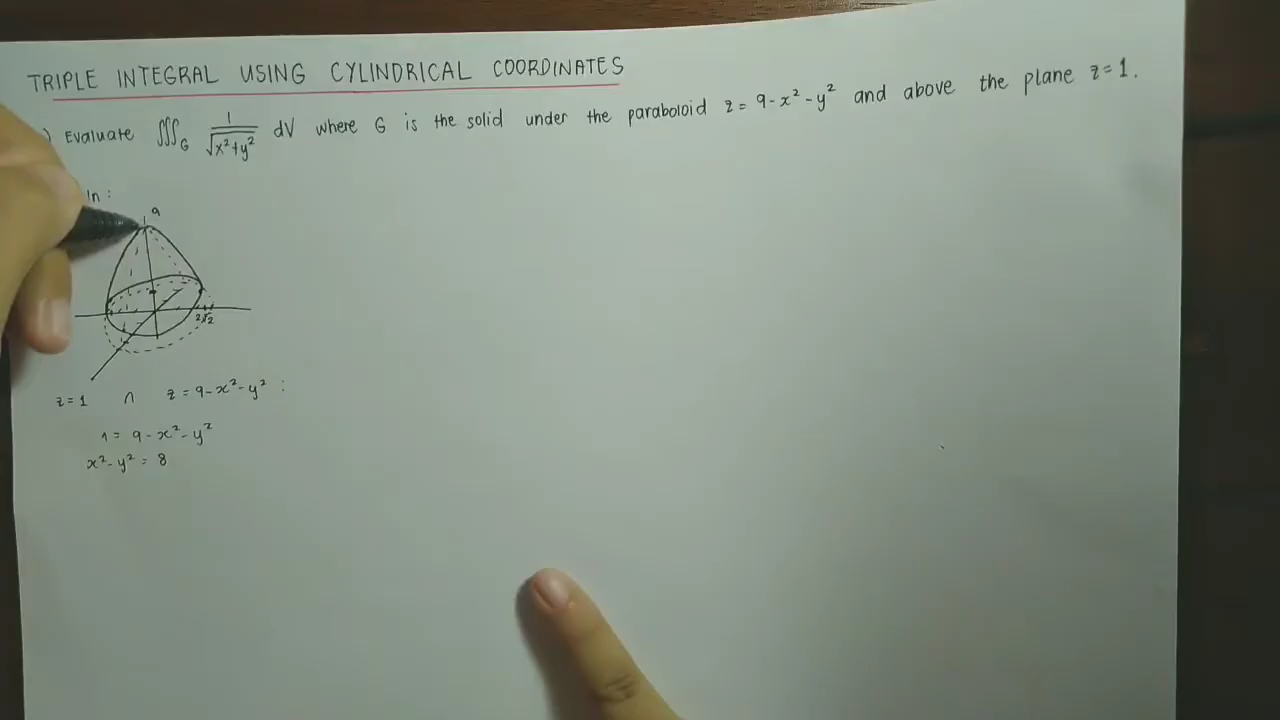 TRIPLE INTEGRAL USING CYLINDRICAL COORDINATES
) Evaluate ∭_G 1/√(x²+y²) dV where G is the solid under the paraboloid z = 9-x²-y² and above the plane z=1.
ln :
9
2√2
z=1 ∩ z=9-x²-y² :
1= 9-x²-y²
x²-y² = 8